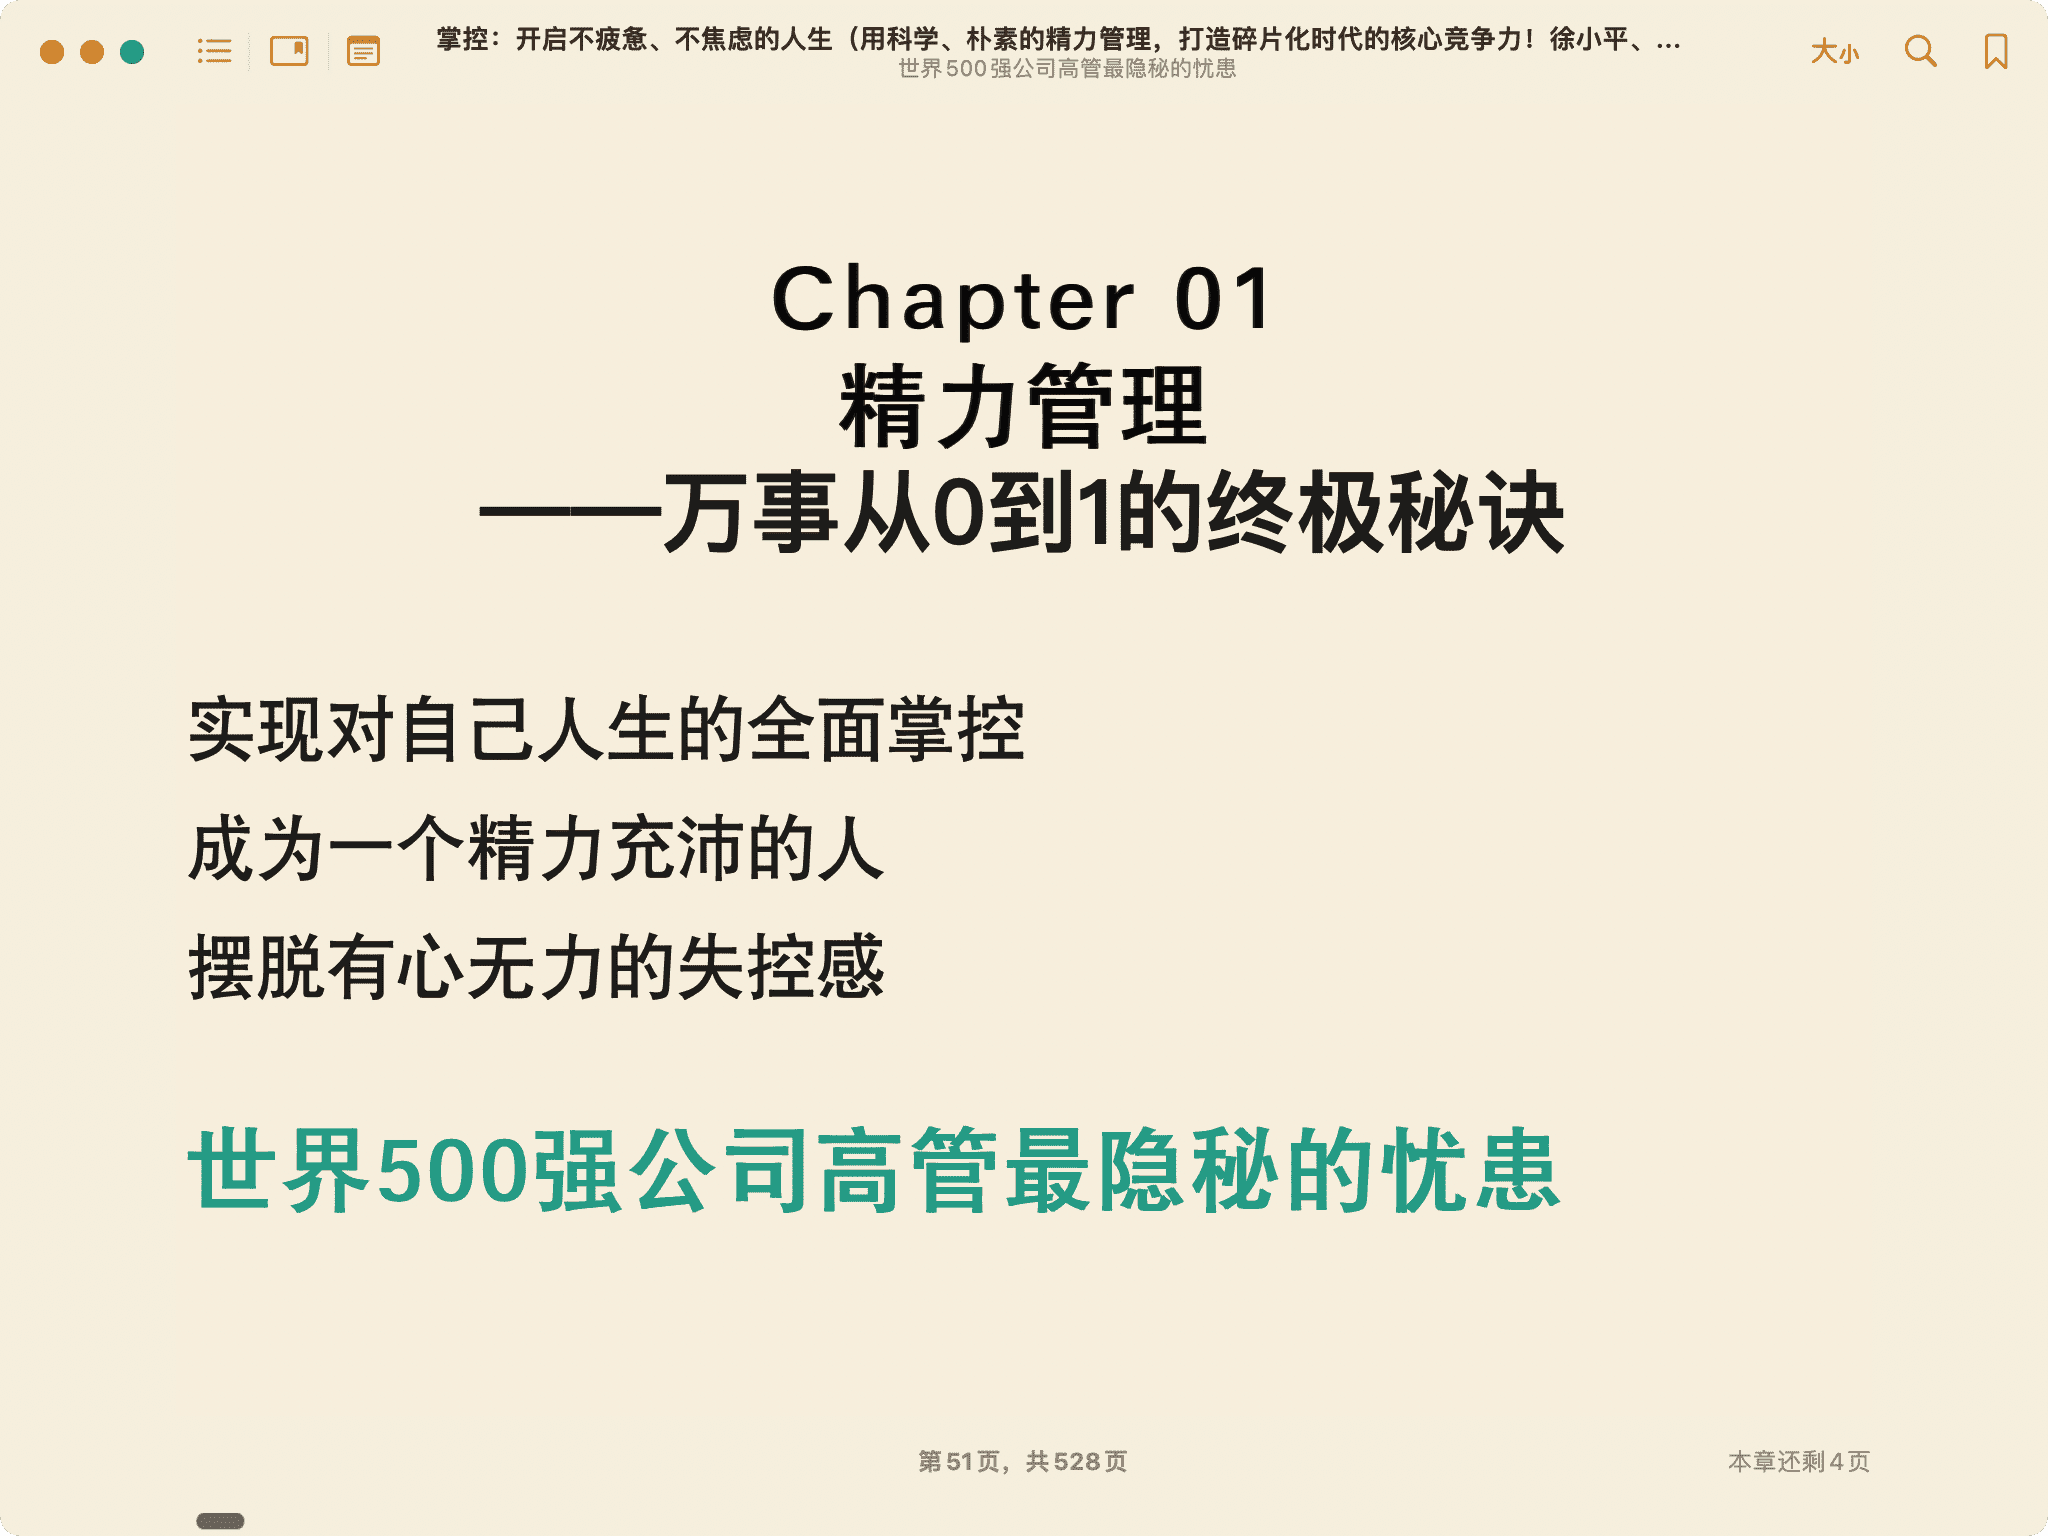 掌控：开启不疲惫、不焦虑的人生（用科学、朴素的精力管理，打造碎片化时代的核心竞争力！徐小平、...
世界500强公司高管最隐秘的忧患
大小
Chapter 01
精力管理
——万事从0到1的终极秘诀
实现对自己人生的全面掌控
成为一个精力充沛的人
摆脱有心无力的失控感
世界500强公司高管最隐秘的忧患
第51页，共528页
本章还剩4页